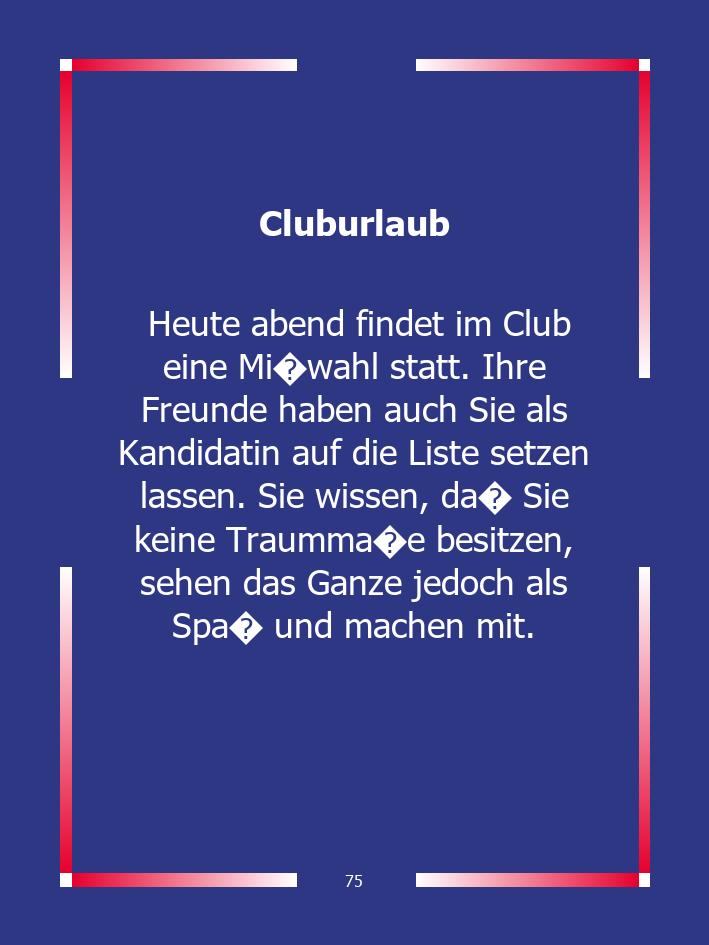 Cluburlaub
Heute abend findet im Club
eine Mi�wahl statt. Ihre
Freunde haben auch Sie als
Kandidatin auf die Liste setzen
lassen. Sie wissen, da� Sie
keine Traumma�e besitzen,
sehen das Ganze jedoch als
Spa� und machen mit.
75